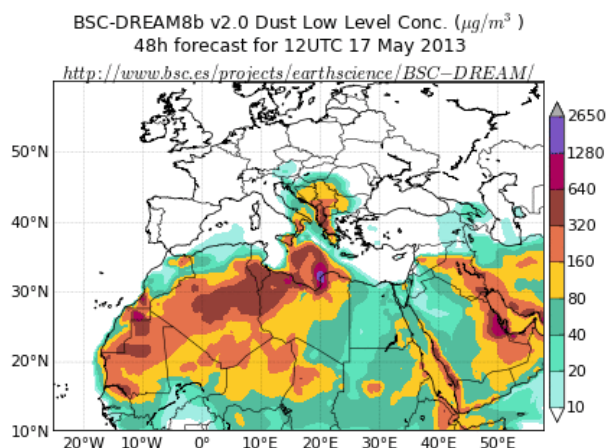 BSC-DREAM8b v2.0 Dust Low Level Conc. (μg/m³ )
48h forecast for 12UTC 17 May 2013
http://www.bsc.es/projects/earthscience/BSC−DREAM/
2650
1280
640
320
160
80
40
20
10
50°N
40°N
30°N
20°N
10°N
20°W 10°W 0° 10°E 20°E 30°E 40°E 50°E